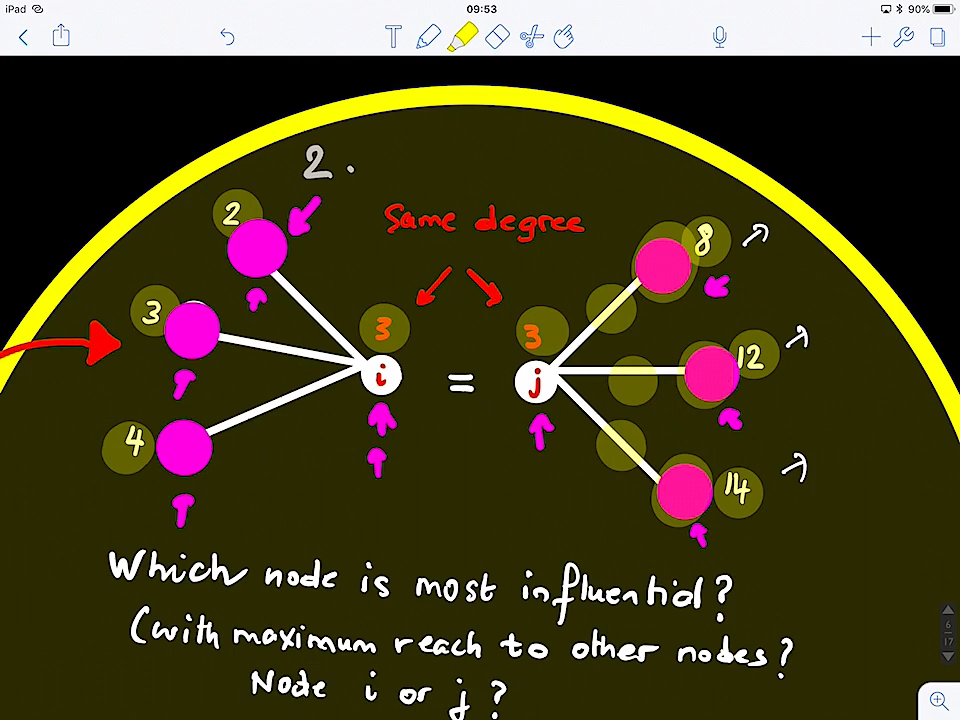 iPad
09:53
90%
T
2.
2
Same degree
8
3
3
3
12
i
=
j
4
14
Which node is most influential?
(with maximum reach to other nodes?
Node i or j?
6
17